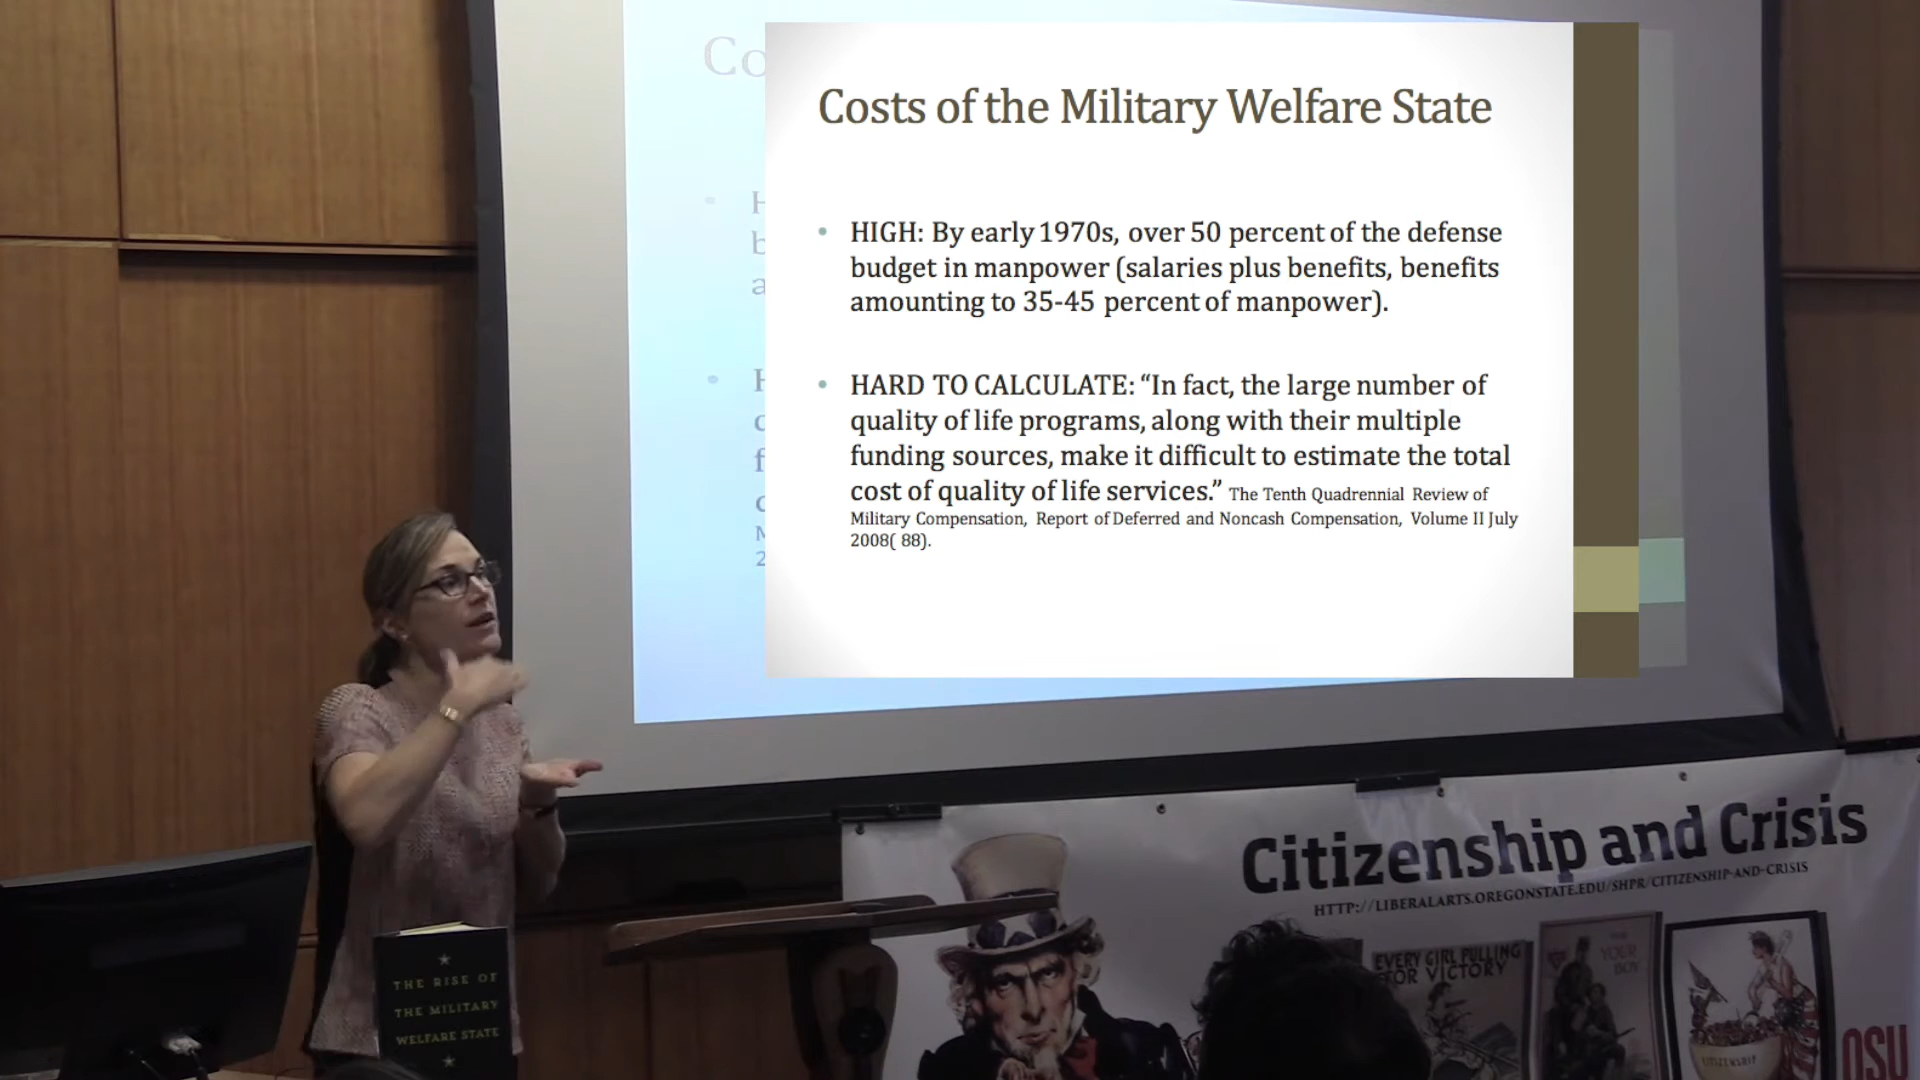 Co
Costs of the Military Welfare State
• HIGH: By early 1970s, over 50 percent of the defense
budget in manpower (salaries plus benefits, benefits
amounting to 35-45 percent of manpower).
• HARD TO CALCULATE: “In fact, the large number of
quality of life programs, along with their multiple
funding sources, make it difficult to estimate the total
cost of quality of life services.” The Tenth Quadrennial Review of
Military Compensation, Report of Deferred and Noncash Compensation, Volume II July
2008( 88).
THE RISE OF
THE MILITARY
WELFARE STATE
Citizenship and Crisis
HTTP://LIBERALARTS.OREGONSTATE.EDU/SHPR/CITIZENSHIP-AND-CRISIS
EVERY GIRL PULLING
FOR VICTORY
YOUR
BOY
CITIZENSHIP
OSU